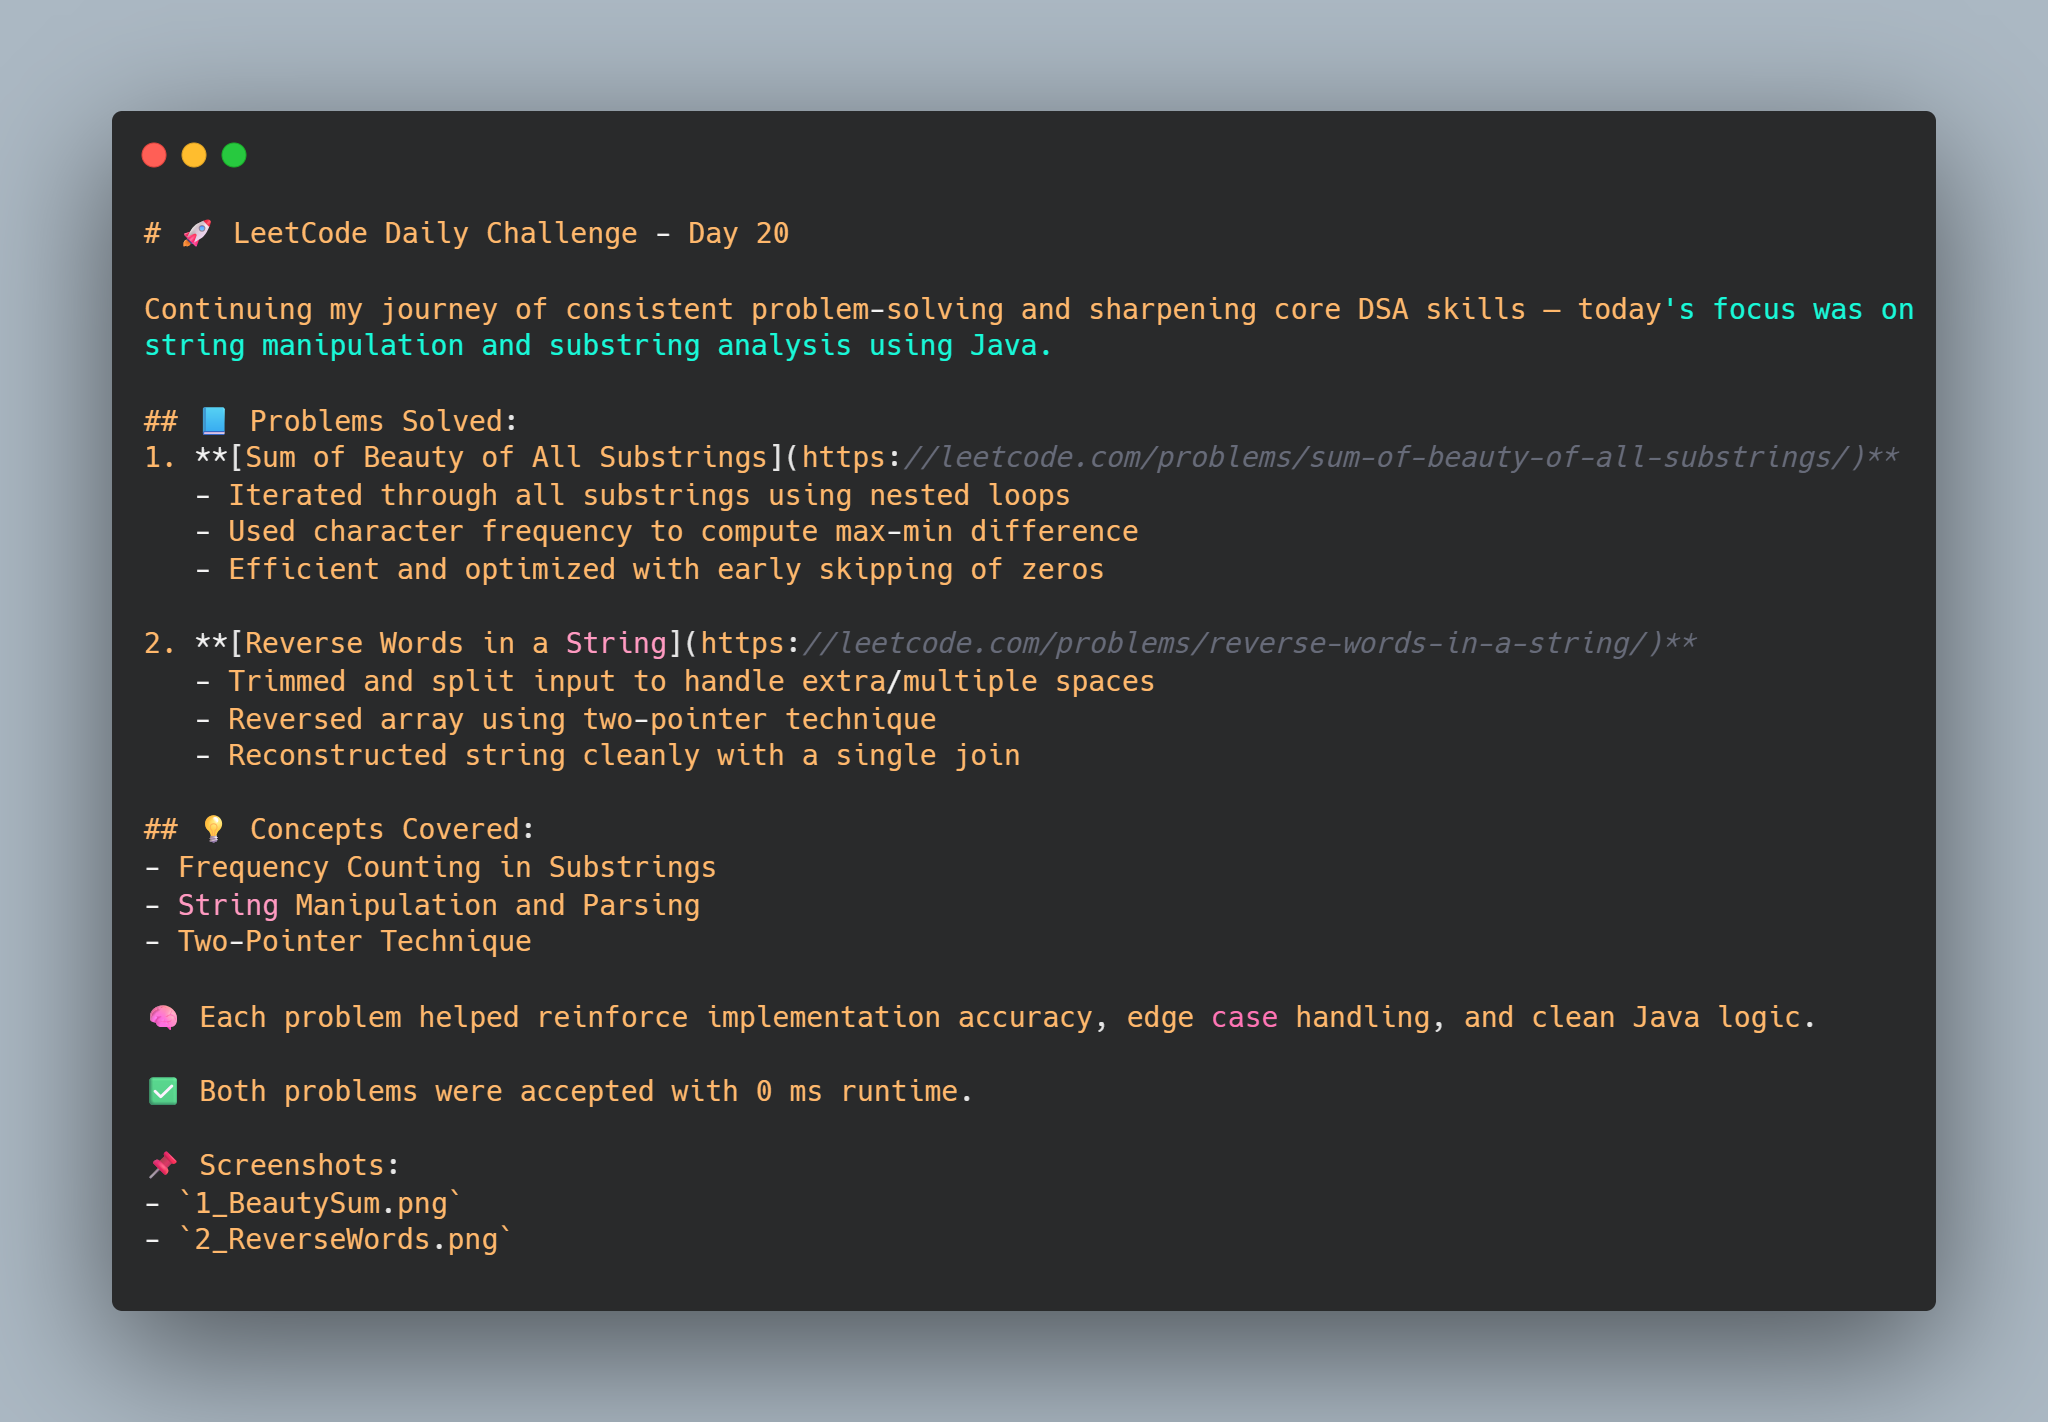 # 🚀 LeetCode Daily Challenge - Day 20
Continuing my journey of consistent problem-solving and sharpening core DSA skills — today's focus was on
string manipulation and substring analysis using Java.
## 📘 Problems Solved:
1. **[Sum of Beauty of All Substrings](https://leetcode.com/problems/sum-of-beauty-of-all-substrings/)**
   - Iterated through all substrings using nested loops
   - Used character frequency to compute max-min difference
   - Efficient and optimized with early skipping of zeros
2. **[Reverse Words in a String](https://leetcode.com/problems/reverse-words-in-a-string/)**
   - Trimmed and split input to handle extra/multiple spaces
   - Reversed array using two-pointer technique
   - Reconstructed string cleanly with a single join
## 💡 Concepts Covered:
- Frequency Counting in Substrings
- String Manipulation and Parsing
- Two-Pointer Technique
🧠 Each problem helped reinforce implementation accuracy, edge case handling, and clean Java logic.
✅ Both problems were accepted with 0 ms runtime.
📌 Screenshots:
- `1_BeautySum.png`
- `2_ReverseWords.png`